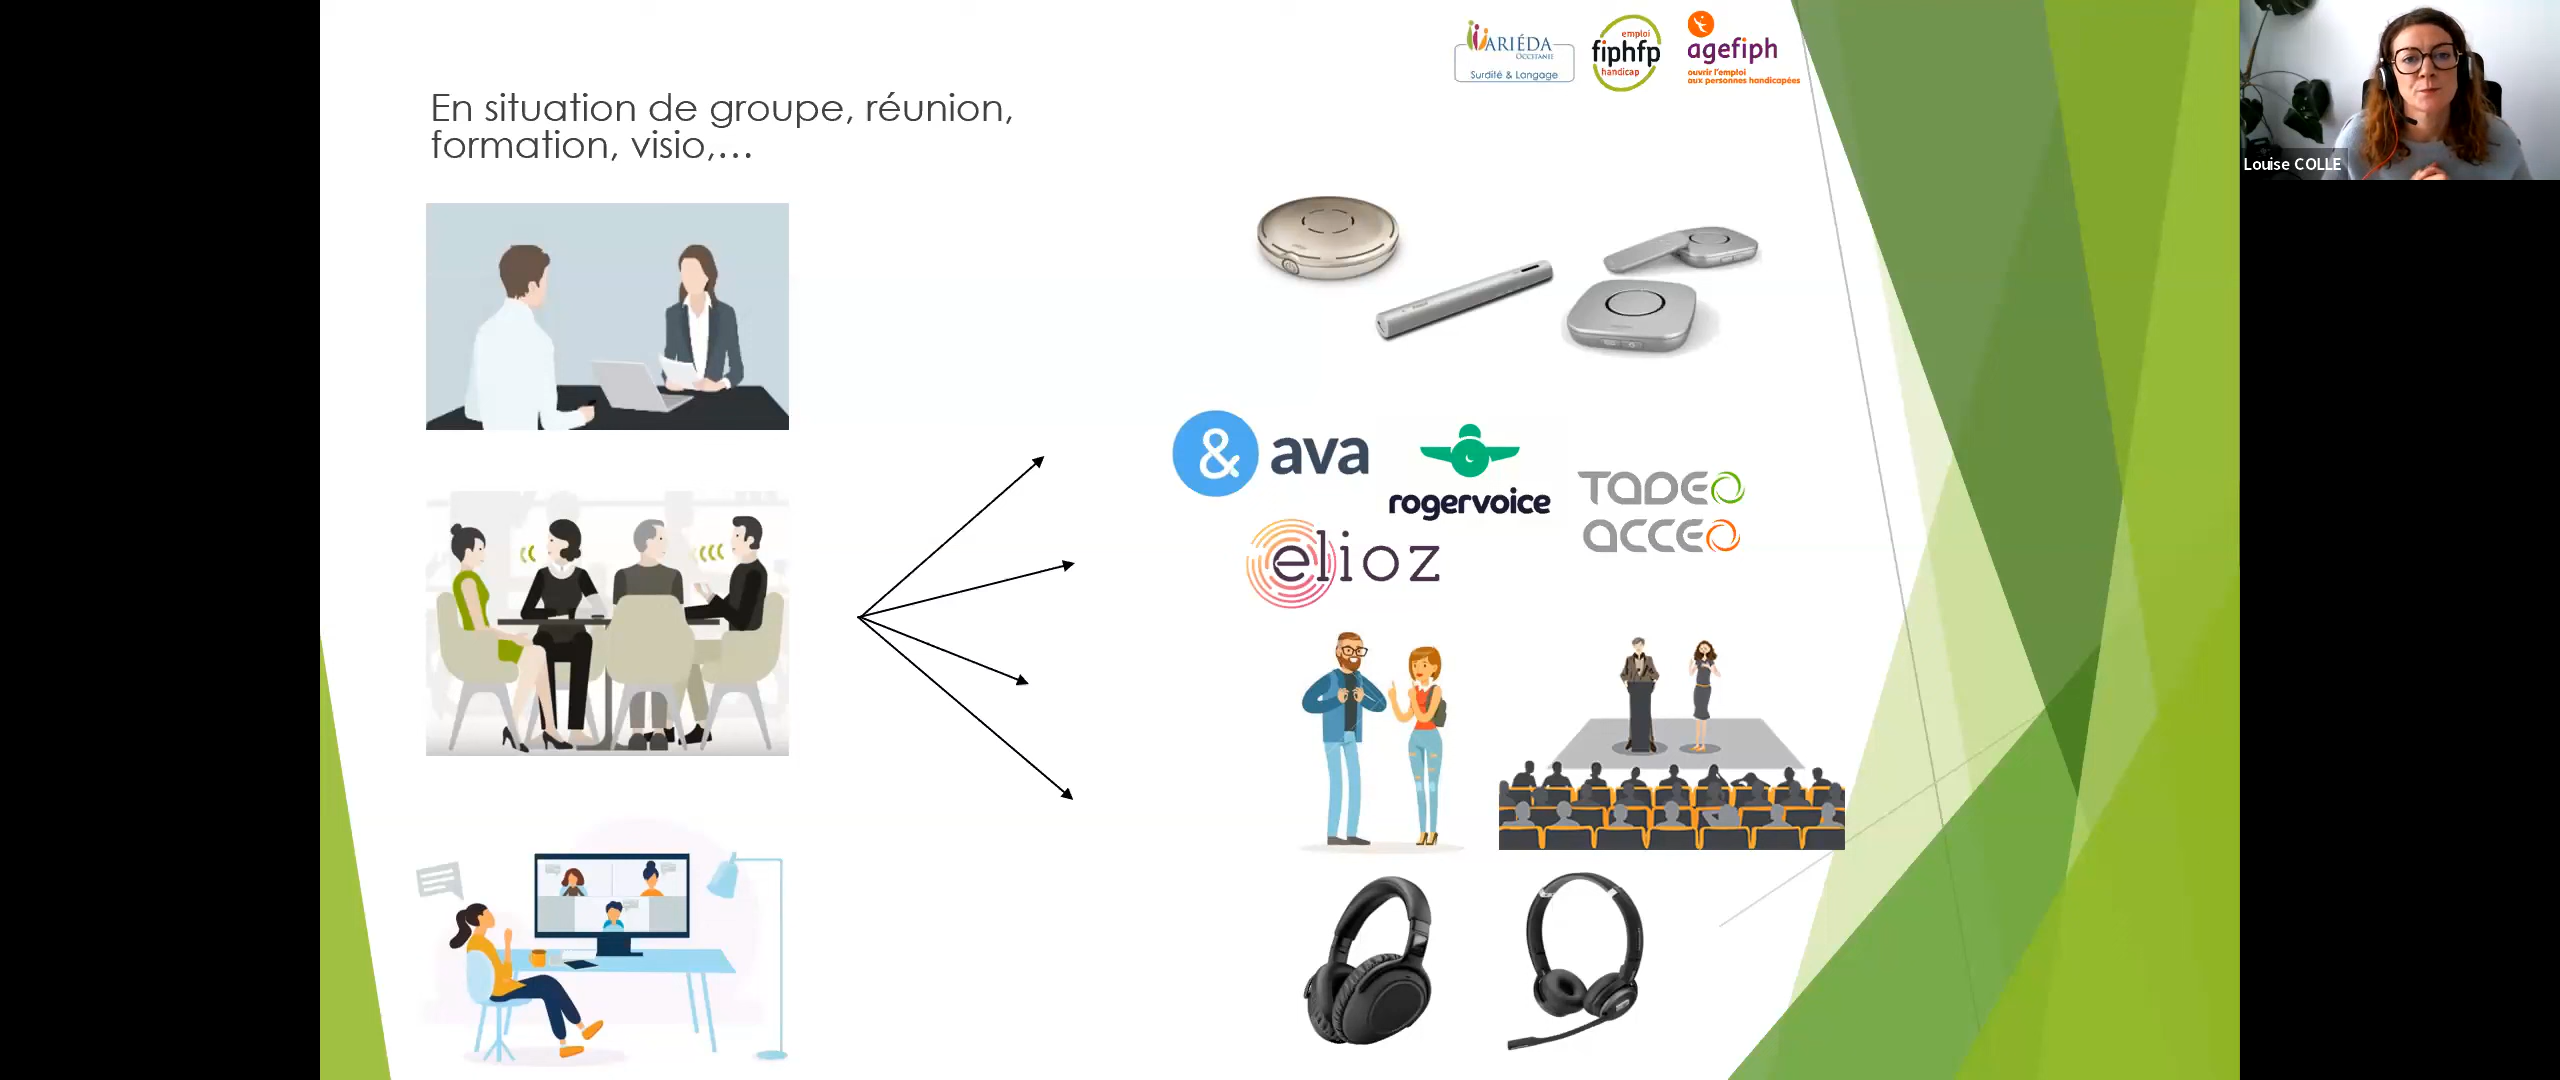 En situation de groupe, réunion,
formation, visio,...
ARIÉDA
OCCITANIE
Surdité & Langage
emploi
fiphfp
handicap
agefiph
ouvrir l'emploi
aux personnes handicapées
Louise COLLE
& ava
rogervoice
TADEO
ACCEO
elioz